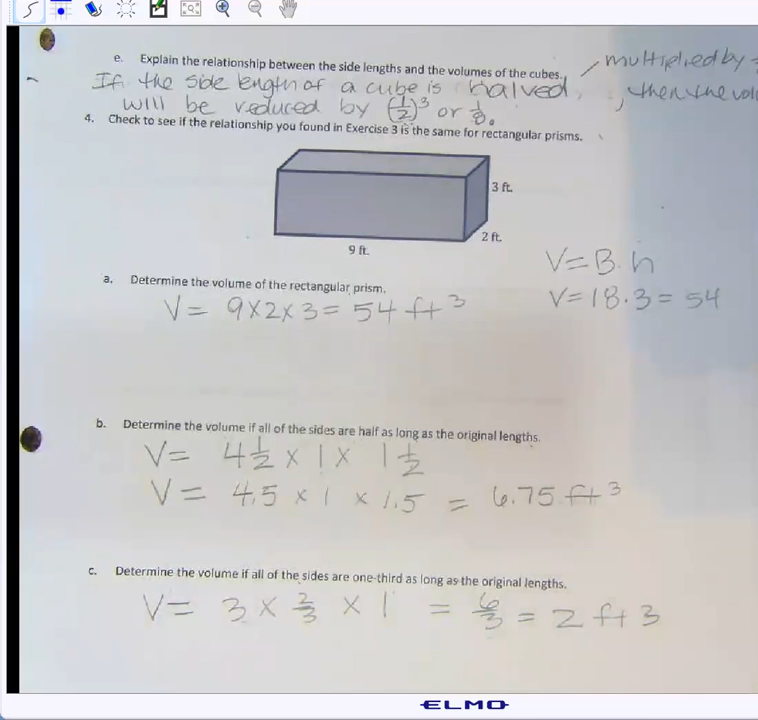 e. Explain the relationship between the side lengths and the volumes of the cubes.
multiplied by
If the side length of a cube is halved, , then the vol
will be reduced by (1/2)³ or 1/8.
4. Check to see if the relationship you found in Exercise 3 is the same for rectangular prisms.
3 ft.
2 ft.
9 ft.
V=B·h
a. Determine the volume of the rectangular prism.
V=18·3=54
V= 9×2×3=54 ft³
b. Determine the volume if all of the sides are half as long as the original lengths.
V= 4 1/2 × 1 × 1 1/2
V= 4.5 × 1 × 1.5 = 6.75 ft³
c. Determine the volume if all of the sides are one-third as long as the original lengths.
V= 3 × 2/3 × 1 = 6/3 = 2 ft 3
ELMO